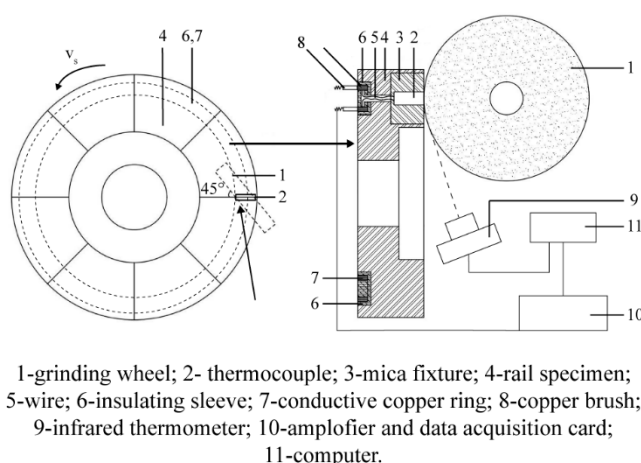 v_s
4
6,7
1
2
45°
8
6 5 4 3 2
1
9
11
7
6
10
1-grinding wheel; 2- thermocouple; 3-mica fixture; 4-rail specimen;
5-wire; 6-insulating sleeve; 7-conductive copper ring; 8-copper brush;
9-infrared thermometer; 10-amplofier and data acquisition card;
11-computer.